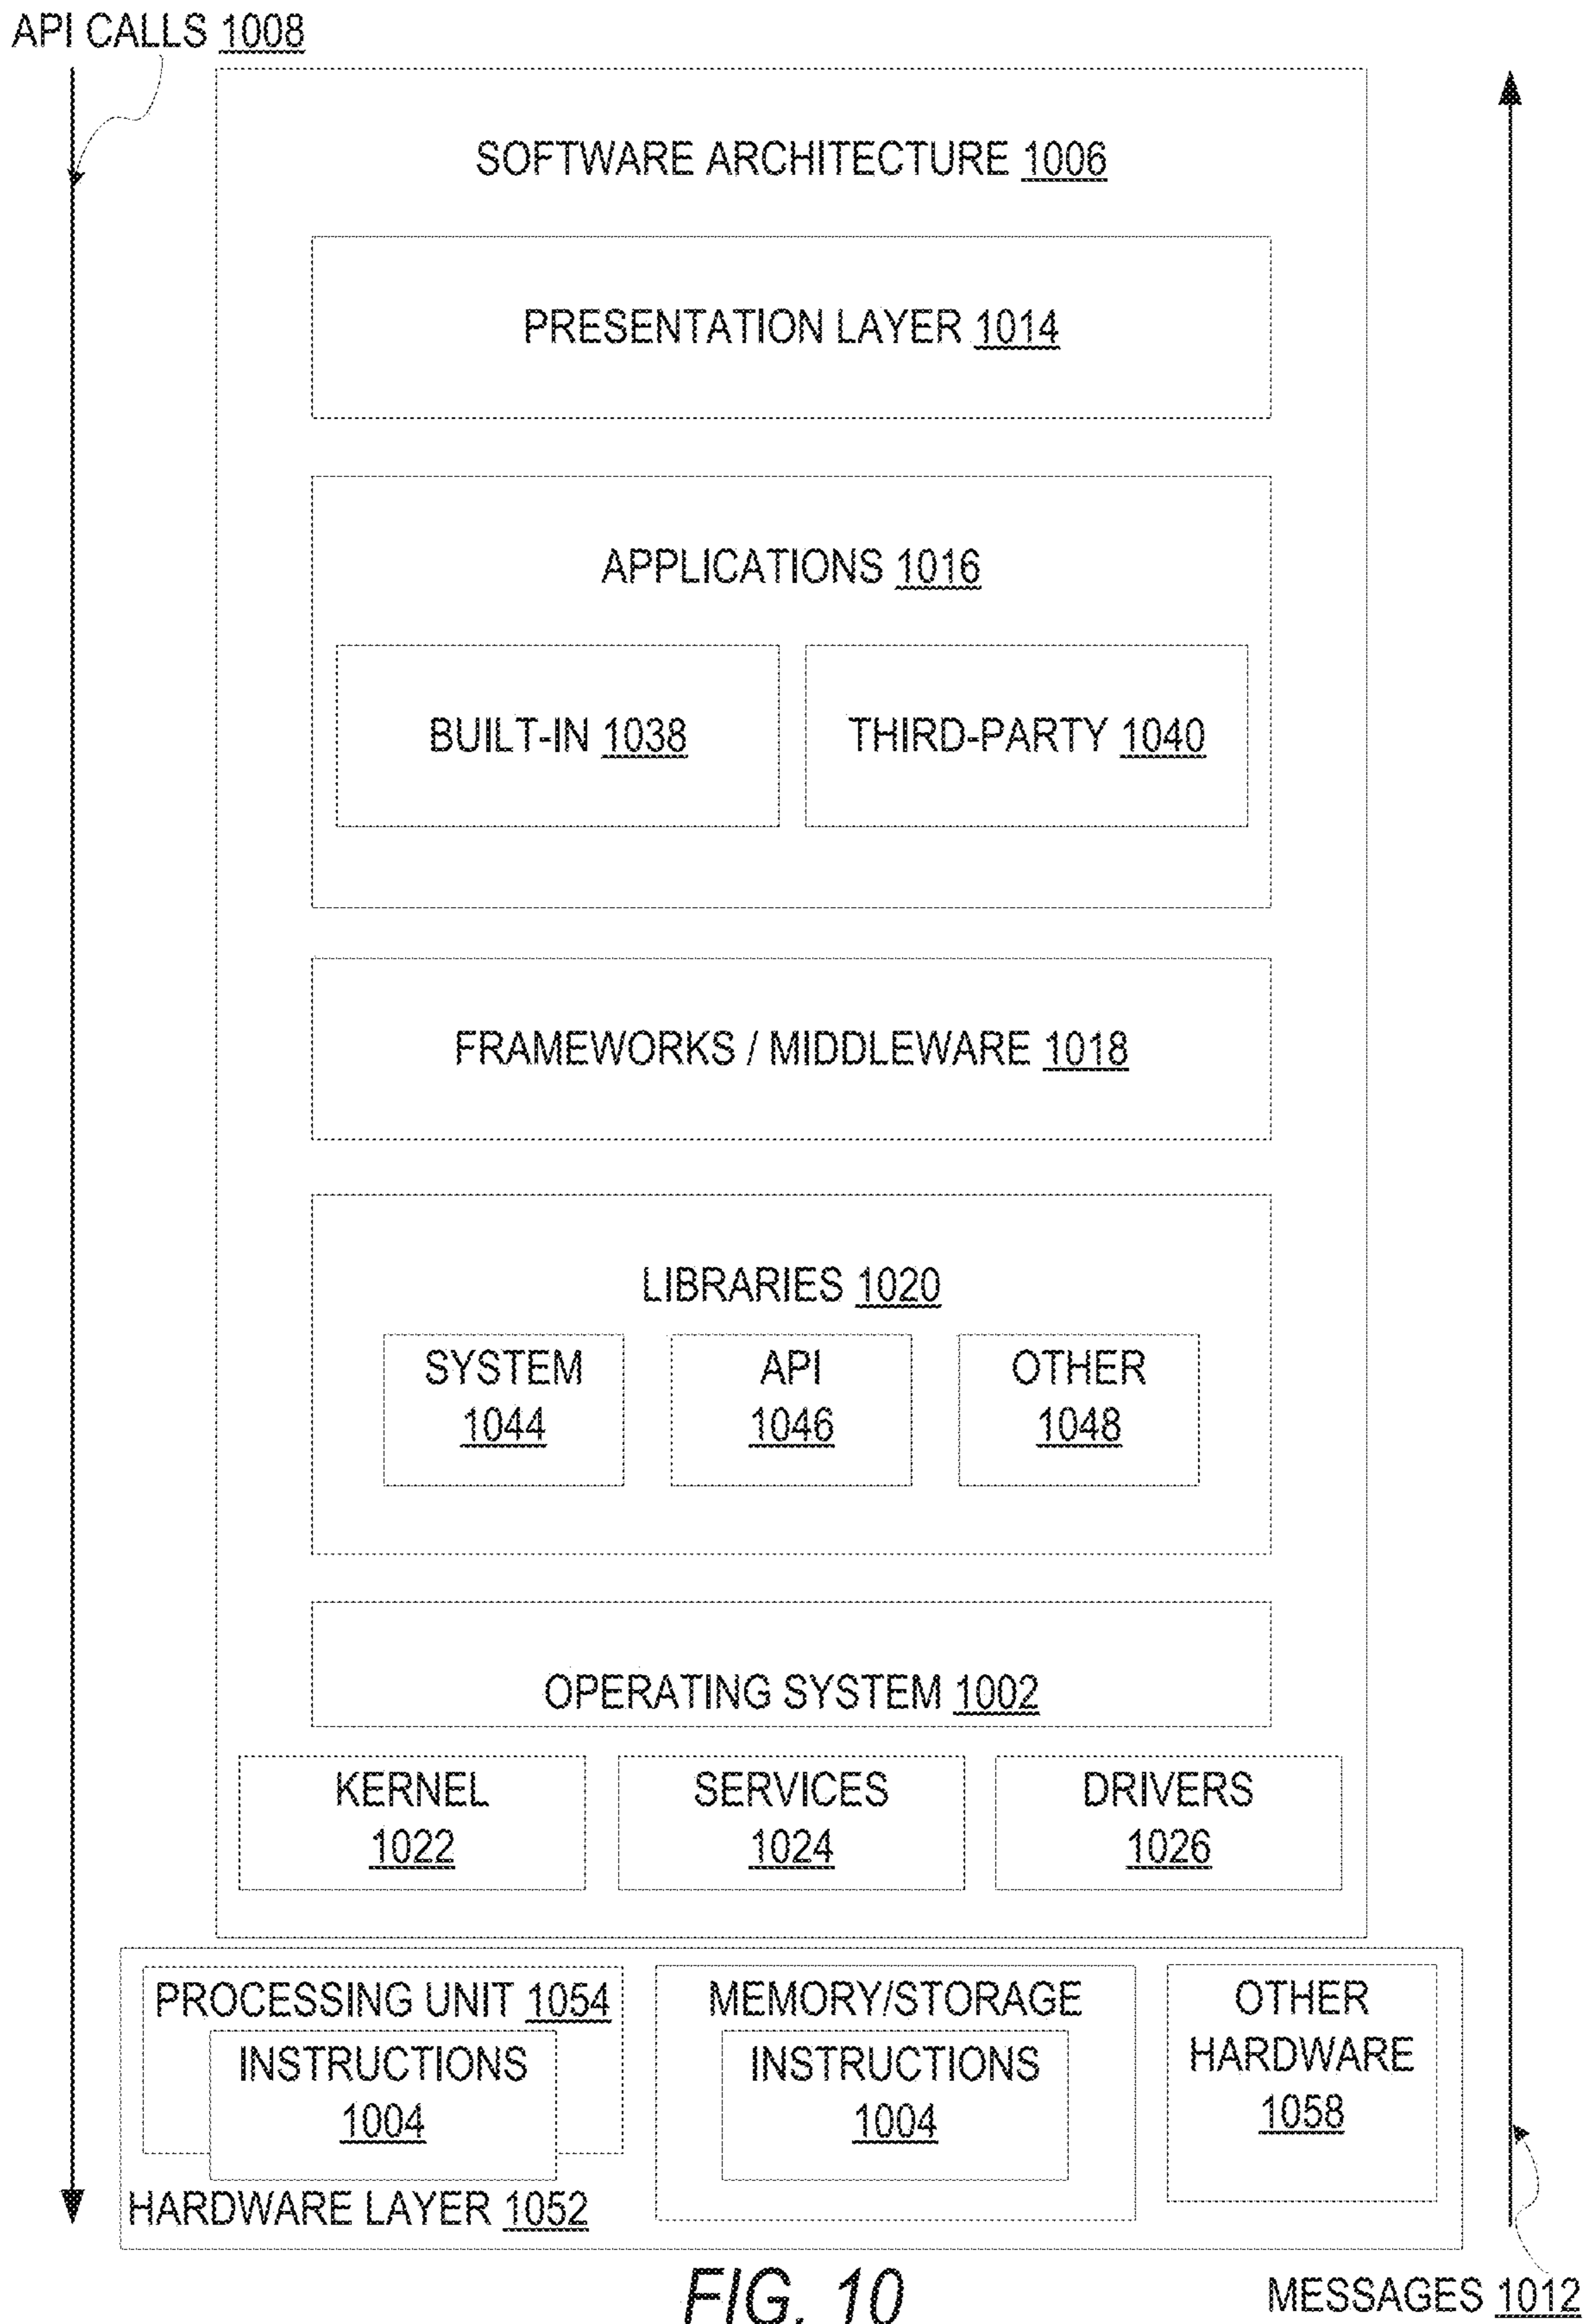 API CALLS 1008
SOFTWARE ARCHITECTURE 1006
PRESENTATION LAYER 1014
APPLICATIONS 1016
BUILT-IN 1038
THIRD-PARTY 1040
FRAMEWORKS / MIDDLEWARE 1018
LIBRARIES 1020
SYSTEM
1044
API
1046
OTHER
1048
OPERATING SYSTEM 1002
KERNEL
1022
SERVICES
1024
DRIVERS
1026
PROCESSING UNIT 1054
INSTRUCTIONS
1004
MEMORY/STORAGE
INSTRUCTIONS
1004
OTHER
HARDWARE
1058
HARDWARE LAYER 1052
FIG. 10
MESSAGES 1012